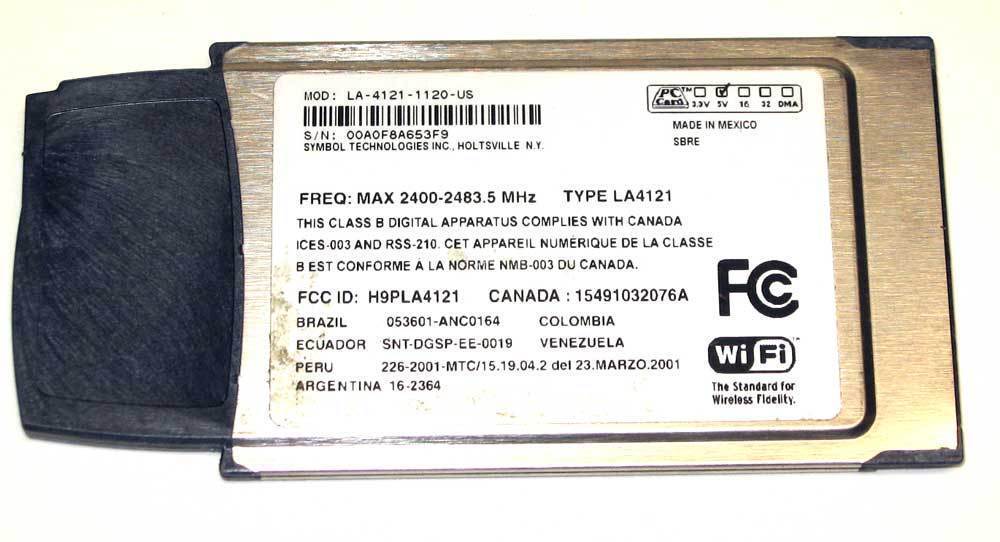 MOD: LA-4121-1120-US
S/N: 00A0F8A653F9
SYMBOL TECHNOLOGIES INC., HOLTSVILLE N.Y.
PC Card™ 3.3V 5V 16 32 DMA
MADE IN MEXICO
SBRE
FREQ: MAX 2400-2483.5 MHz TYPE LA4121
THIS CLASS B DIGITAL APPARATUS COMPLIES WITH CANADA
ICES-003 AND RSS-210. CET APPAREIL NUMÉRIQUE DE LA CLASSE
B EST CONFORME À LA NORME NMB-003 DU CANADA.
FCC ID: H9PLA4121 CANADA : 15491032076A
BRAZIL 053601-ANC0164 COLOMBIA
ECUADOR SNT-DGSP-EE-0019 VENEZUELA
PERU 226-2001-MTC/15.19.04.2 del 23.MARZO.2001
ARGENTINA 16-2364
FCC
Wi Fi™
The Standard for
Wireless Fidelity.